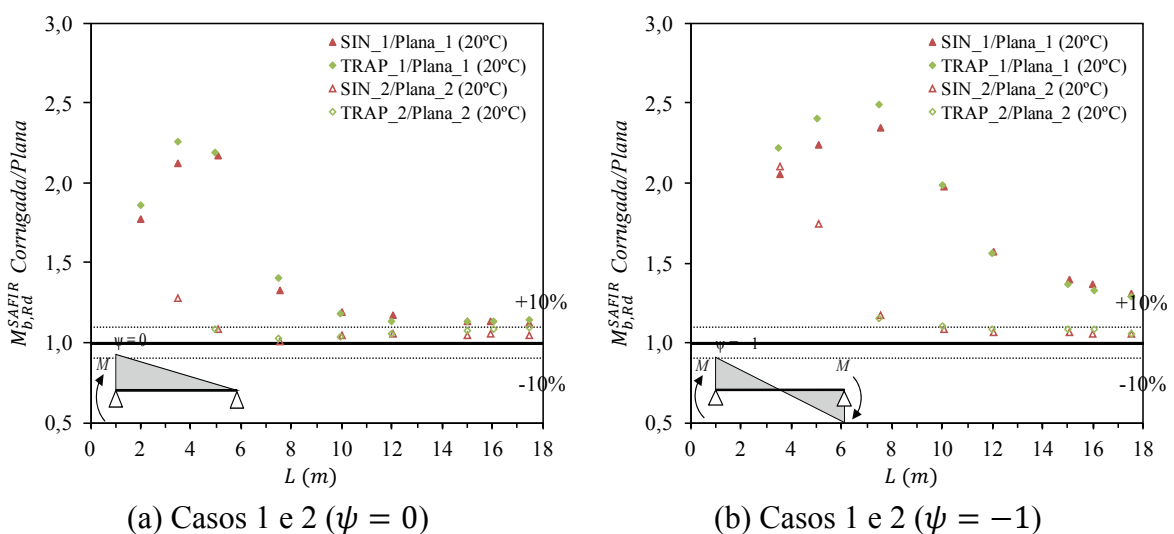 3,0
2,5
2,0
1,5
1,0
0,5
M_{b,Rd}^{SAFIR} Corrugada/Plana
SIN_1/Plana_1 (20ºC)
TRAP_1/Plana_1 (20ºC)
SIN_2/Plana_2 (20ºC)
TRAP_2/Plana_2 (20ºC)
+10%
-10%
ψ = 0
M
0 2 4 6 8 10 12 14 16 18
L (m)
(a) Casos 1 e 2 (ψ = 0)
3,0
2,5
2,0
1,5
1,0
0,5
M_{b,Rd}^{SAFIR} Corrugada/Plana
SIN_1/Plana_1 (20ºC)
TRAP_1/Plana_1 (20ºC)
SIN_2/Plana_2 (20ºC)
TRAP_2/Plana_2 (20ºC)
+10%
-10%
ψ = -1
M M
0 2 4 6 8 10 12 14 16 18
L (m)
(b) Casos 1 e 2 (ψ = −1)